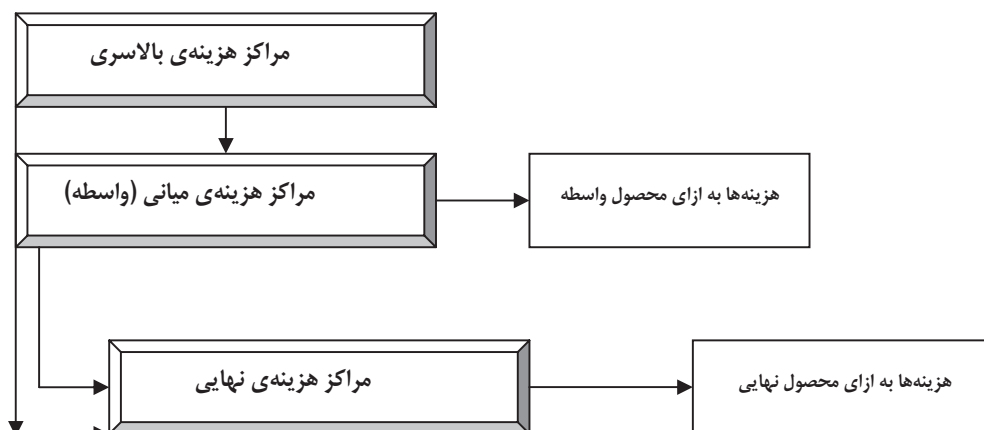 مراکز هزینه‌ی بالاسری
مراکز هزینه‌ی میانی (واسطه)
هزینه‌ها به ازای محصول واسطه
مراکز هزینه‌ی نهایی
هزینه‌ها به ازای محصول نهایی